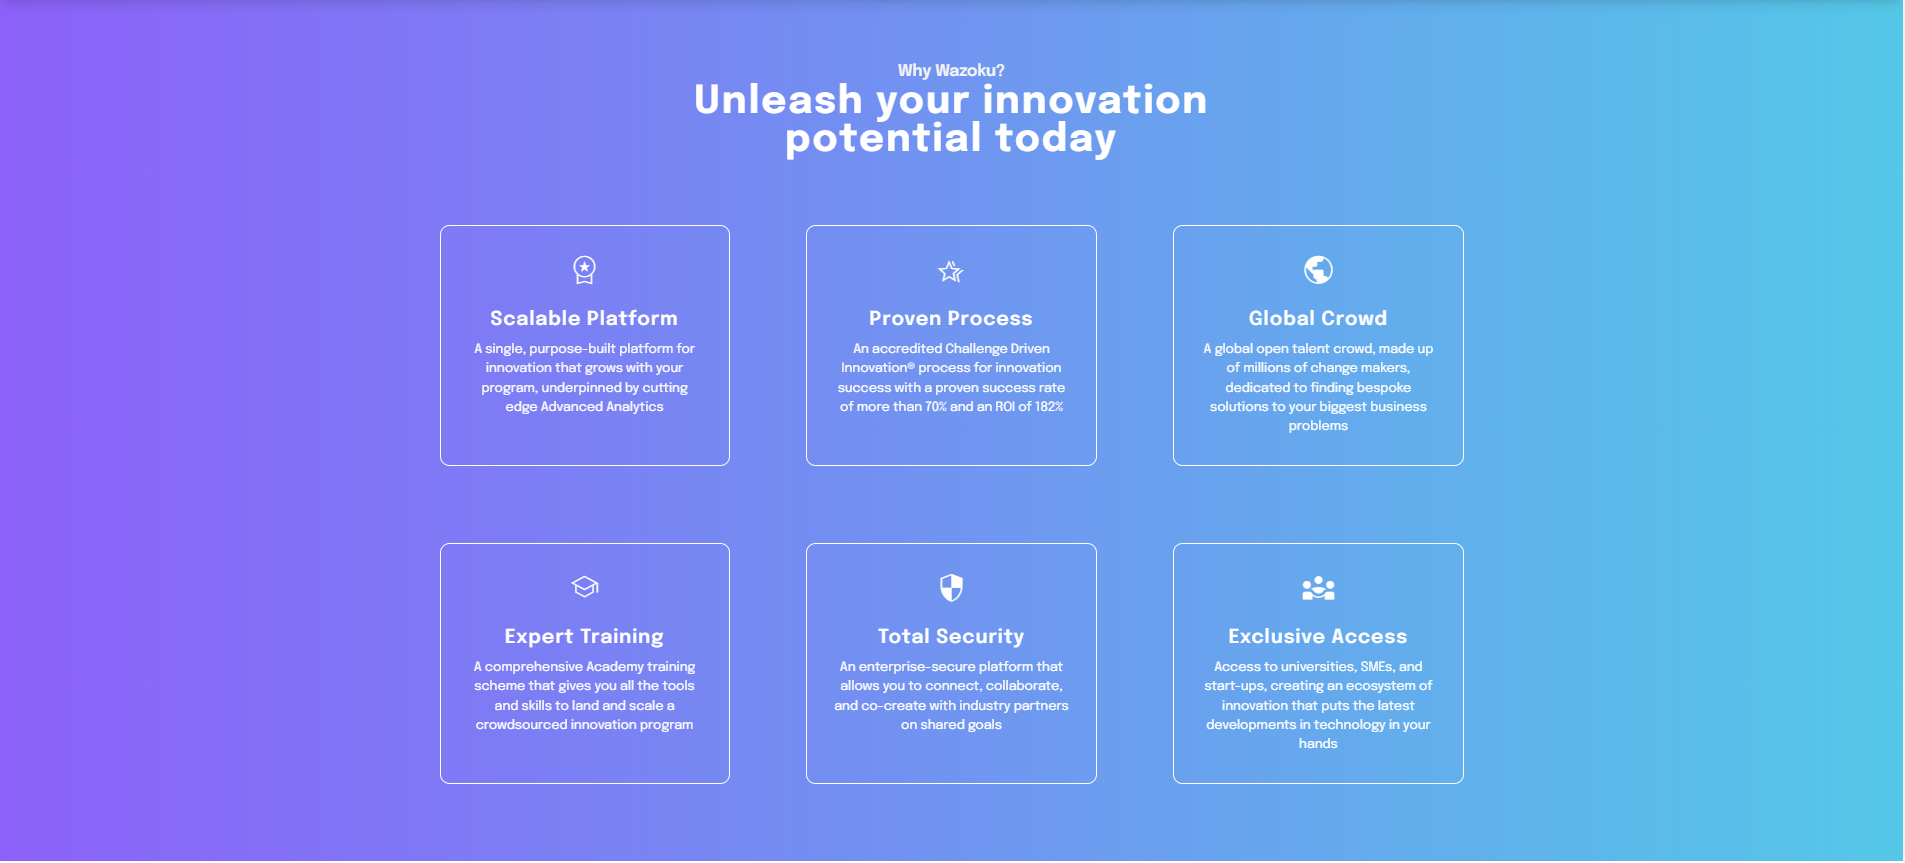 Why Wazoku?
Unleash your innovation
potential today
Scalable Platform
A single, purpose-built platform for
innovation that grows with your
program, underpinned by cutting
edge Advanced Analytics
Proven Process
An accredited Challenge Driven
Innovation® process for innovation
success with a proven success rate
of more than 70% and an ROI of 182%
Global Crowd
A global open talent crowd, made up
of millions of change makers,
dedicated to finding bespoke
solutions to your biggest business
problems
Expert Training
A comprehensive Academy training
scheme that gives you all the tools
and skills to land and scale a
crowdsourced innovation program
Total Security
An enterprise-secure platform that
allows you to connect, collaborate,
and co-create with industry partners
on shared goals
Exclusive Access
Access to universities, SMEs, and
start-ups, creating an ecosystem of
innovation that puts the latest
developments in technology in your
hands